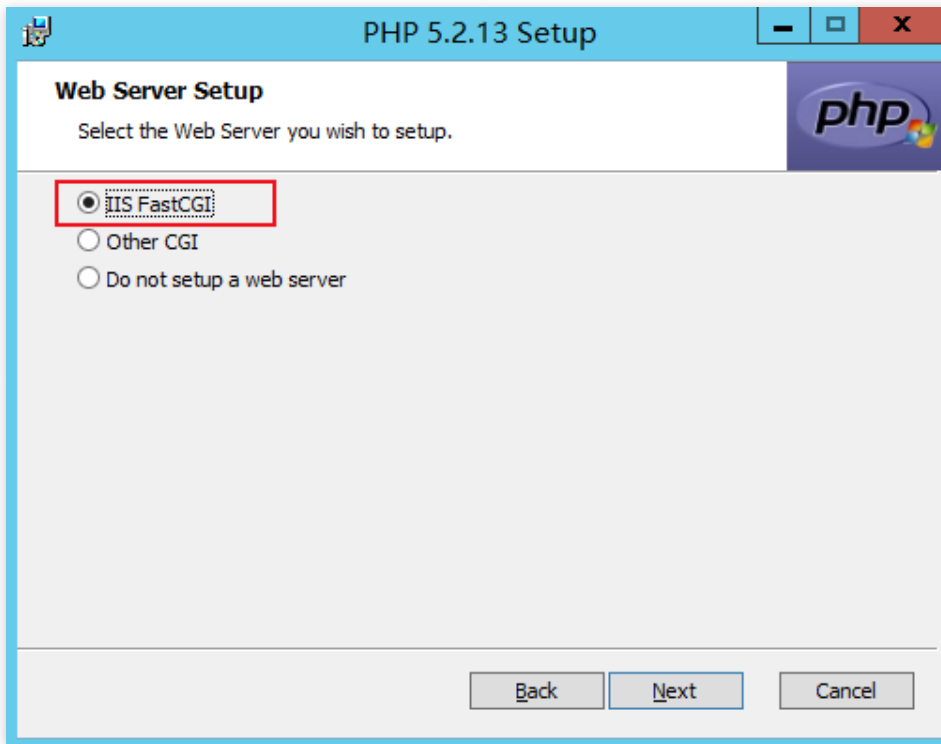 PHP 5.2.13 Setup
Web Server Setup
Select the Web Server you wish to setup.
php
IIS FastCGI
Other CGI
Do not setup a web server
Back
Next
Cancel